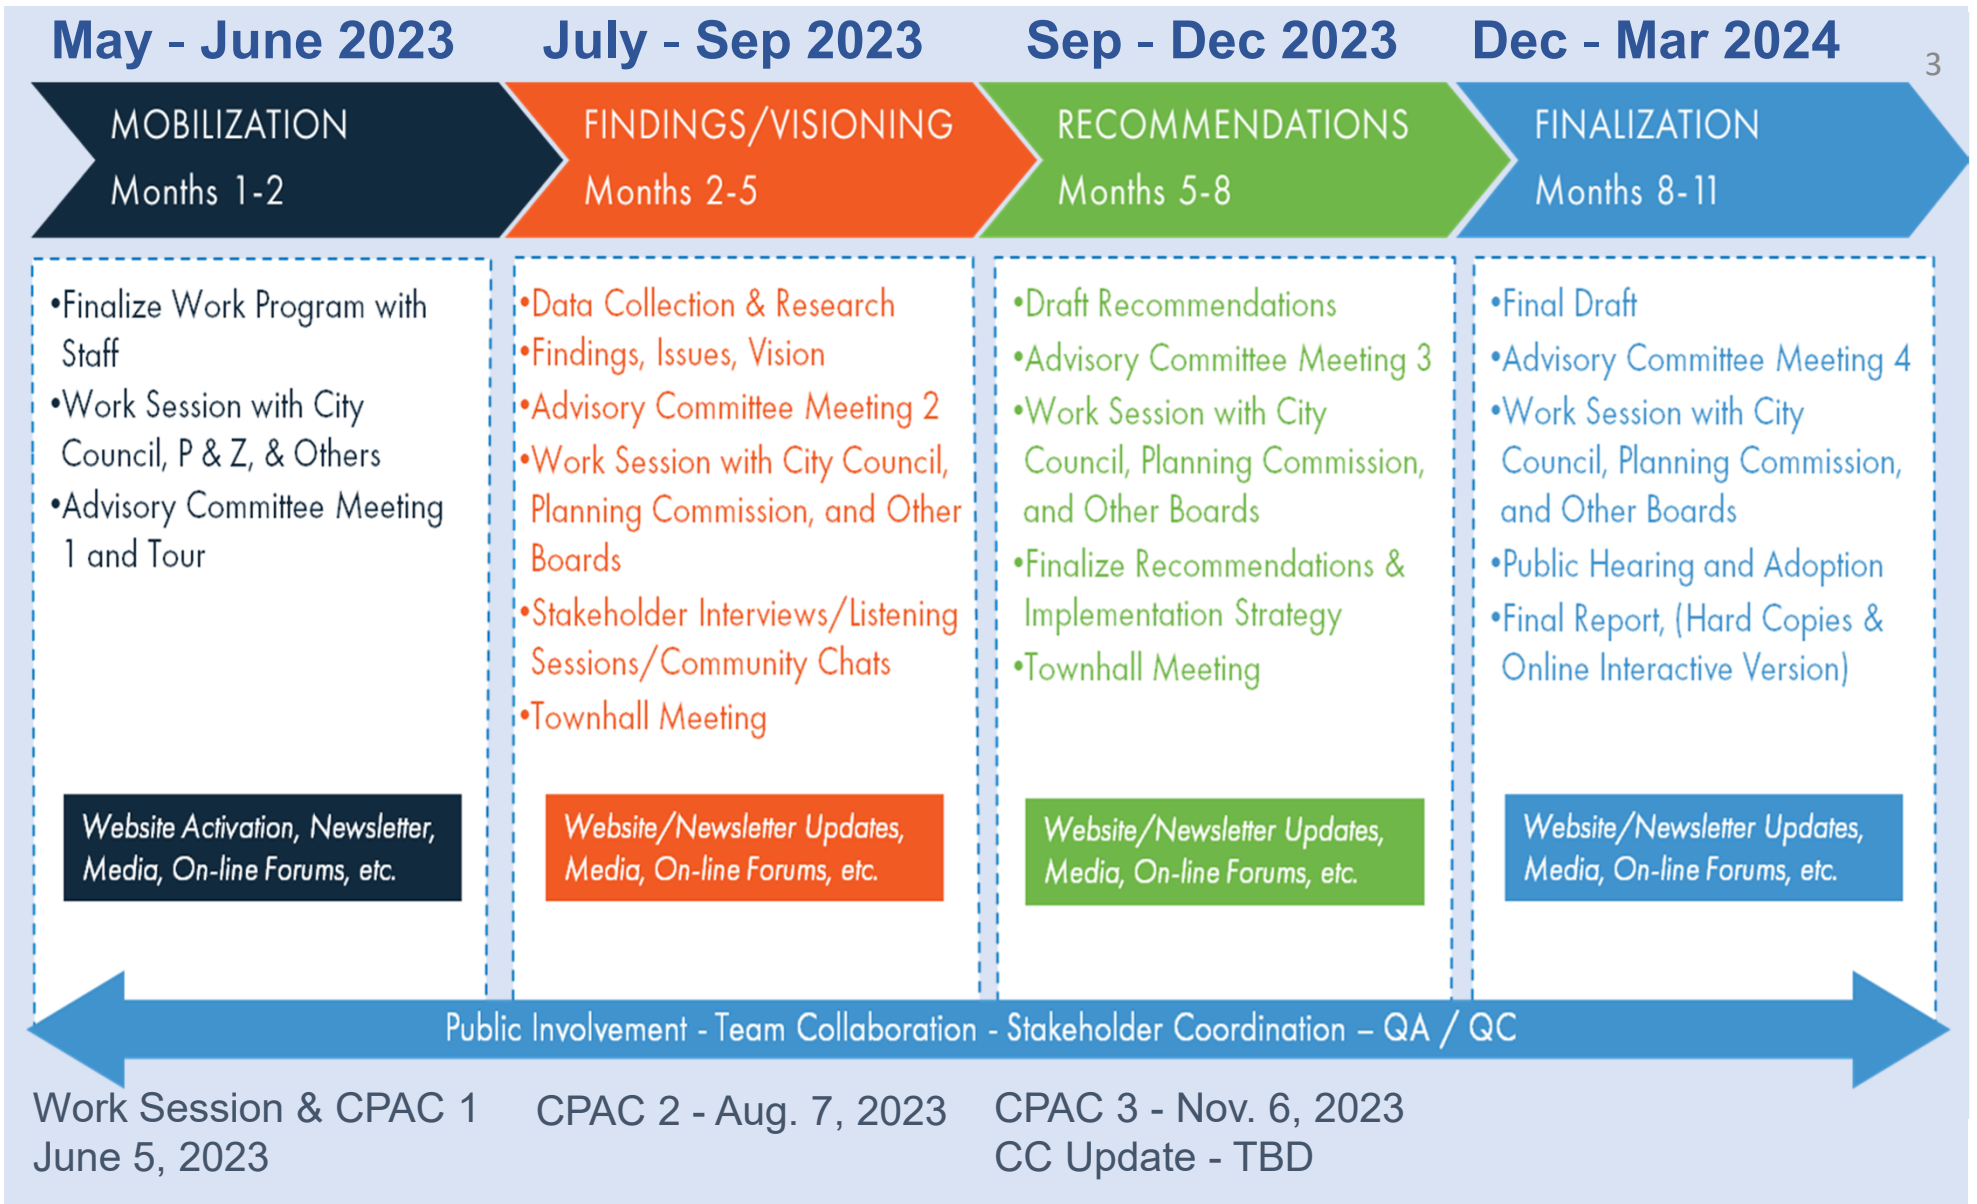 May - June 2023
July - Sep 2023
Sep - Dec 2023
Dec - Mar 2024
3
MOBILIZATION
Months 1-2
FINDINGS/VISIONING
Months 2-5
RECOMMENDATIONS
Months 5-8
FINALIZATION
Months 8-11
•Finalize Work Program with
Staff
•Work Session with City
Council, P & Z, & Others
•Advisory Committee Meeting
1 and Tour
Website Activation, Newsletter,
Media, On-line Forums, etc.
•Data Collection & Research
•Findings, Issues, Vision
•Advisory Committee Meeting 2
•Work Session with City Council,
Planning Commission, and Other
Boards
•Stakeholder Interviews/Listening
Sessions/Community Chats
•Townhall Meeting
Website/Newsletter Updates,
Media, On-line Forums, etc.
•Draft Recommendations
•Advisory Committee Meeting 3
•Work Session with City
Council, Planning Commission,
and Other Boards
•Finalize Recommendations &
Implementation Strategy
•Townhall Meeting
Website/Newsletter Updates,
Media, On-line Forums, etc.
•Final Draft
•Advisory Committee Meeting 4
•Work Session with City
Council, Planning Commission,
and Other Boards
•Public Hearing and Adoption
•Final Report, (Hard Copies &
Online Interactive Version)
Website/Newsletter Updates,
Media, On-line Forums, etc.
Public Involvement - Team Collaboration - Stakeholder Coordination – QA / QC
Work Session & CPAC 1
June 5, 2023
CPAC 2 - Aug. 7, 2023
CPAC 3 - Nov. 6, 2023
CC Update - TBD